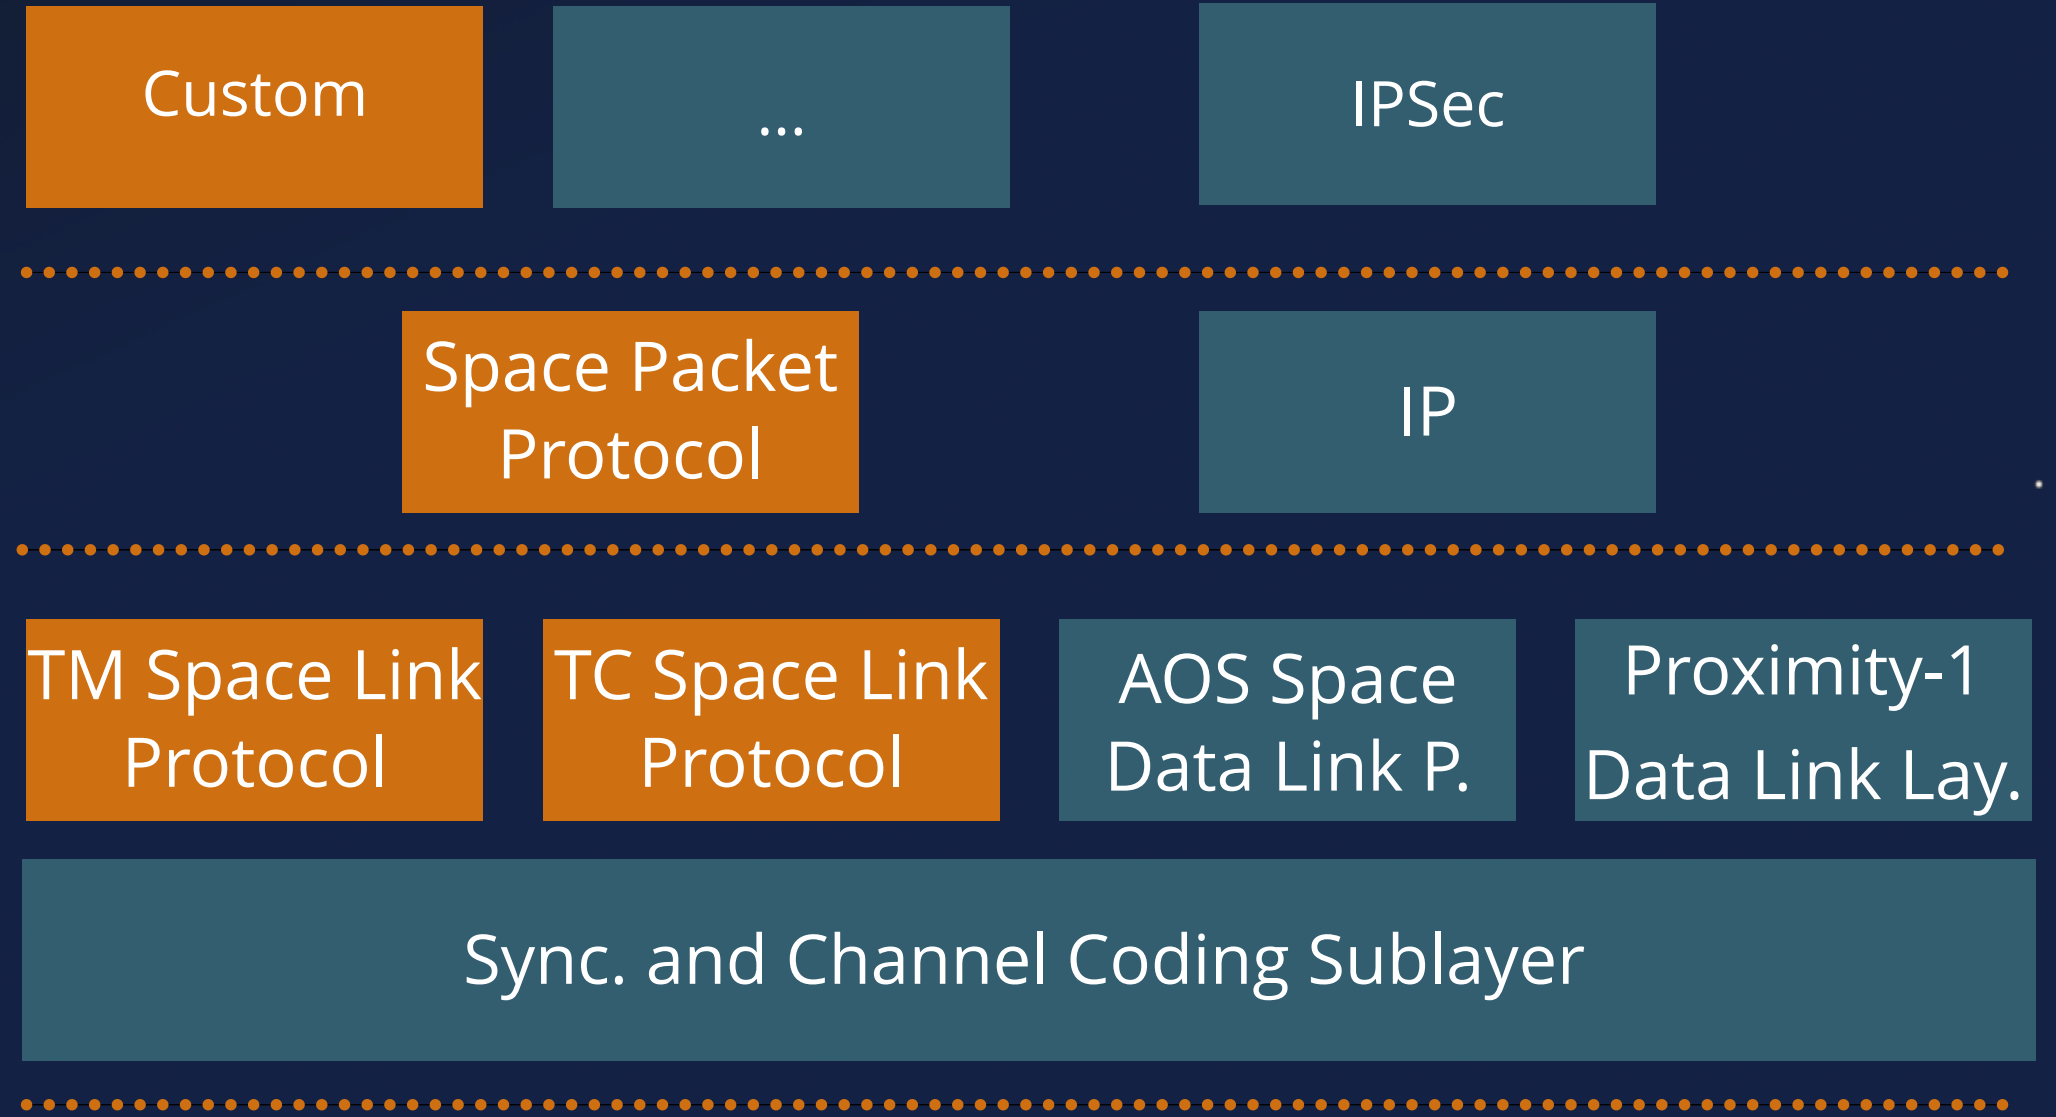 Custom
...
IPSec
Space Packet
Protocol
IP
TM Space Link
Protocol
TC Space Link
Protocol
AOS Space
Data Link P.
Proximity-1
Data Link Lay.
Sync. and Channel Coding Sublayer